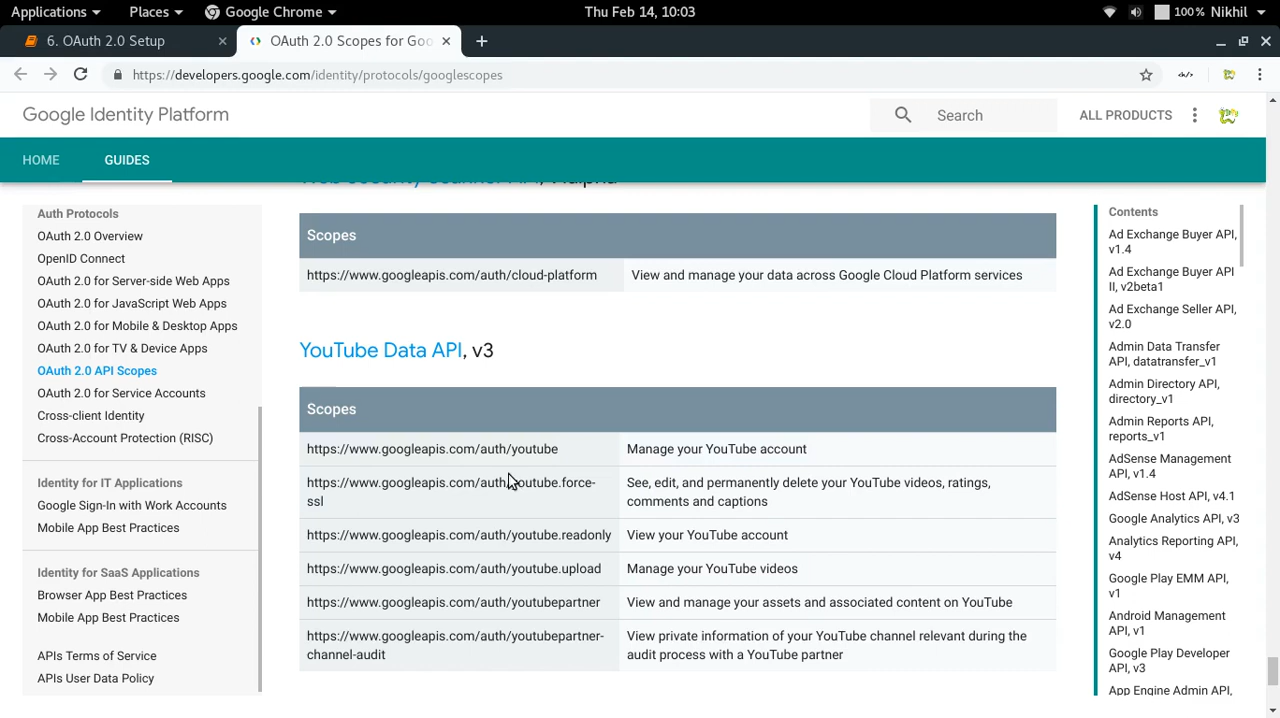 Applications
Places
Google Chrome
Thu Feb 14, 10:03
100%
Nikhil
6. OAuth 2.0 Setup
OAuth 2.0 Scopes for Goo
https://developers.google.com/identity/protocols/googlescopes
Google Identity Platform
Search
ALL PRODUCTS
HOME
GUIDES
Auth Protocols
OAuth 2.0 Overview
OpenID Connect
OAuth 2.0 for Server-side Web Apps
OAuth 2.0 for JavaScript Web Apps
OAuth 2.0 for Mobile & Desktop Apps
OAuth 2.0 for TV & Device Apps
OAuth 2.0 API Scopes
OAuth 2.0 for Service Accounts
Cross-client Identity
Cross-Account Protection (RISC)
Identity for IT Applications
Google Sign-In with Work Accounts
Mobile App Best Practices
Identity for SaaS Applications
Browser App Best Practices
Mobile App Best Practices
APIs Terms of Service
APIs User Data Policy
Scopes
https://www.googleapis.com/auth/cloud-platform
View and manage your data across Google Cloud Platform services
YouTube Data API, v3
Scopes
https://www.googleapis.com/auth/youtube
Manage your YouTube account
https://www.googleapis.com/auth/youtube.force-
ssl
See, edit, and permanently delete your YouTube videos, ratings,
comments and captions
https://www.googleapis.com/auth/youtube.readonly
View your YouTube account
https://www.googleapis.com/auth/youtube.upload
Manage your YouTube videos
https://www.googleapis.com/auth/youtubepartner
View and manage your assets and associated content on YouTube
https://www.googleapis.com/auth/youtubepartner-
channel-audit
View private information of your YouTube channel relevant during the
audit process with a YouTube partner
Contents
Ad Exchange Buyer API,
v1.4
Ad Exchange Buyer API
II, v2beta1
Ad Exchange Seller API,
v2.0
Admin Data Transfer
API, datatransfer_v1
Admin Directory API,
directory_v1
Admin Reports API,
reports_v1
AdSense Management
API, v1.4
AdSense Host API, v4.1
Google Analytics API, v3
Analytics Reporting API,
v4
Google Play EMM API,
v1
Android Management
API, v1
Google Play Developer
API, v3
App Engine Admin API,